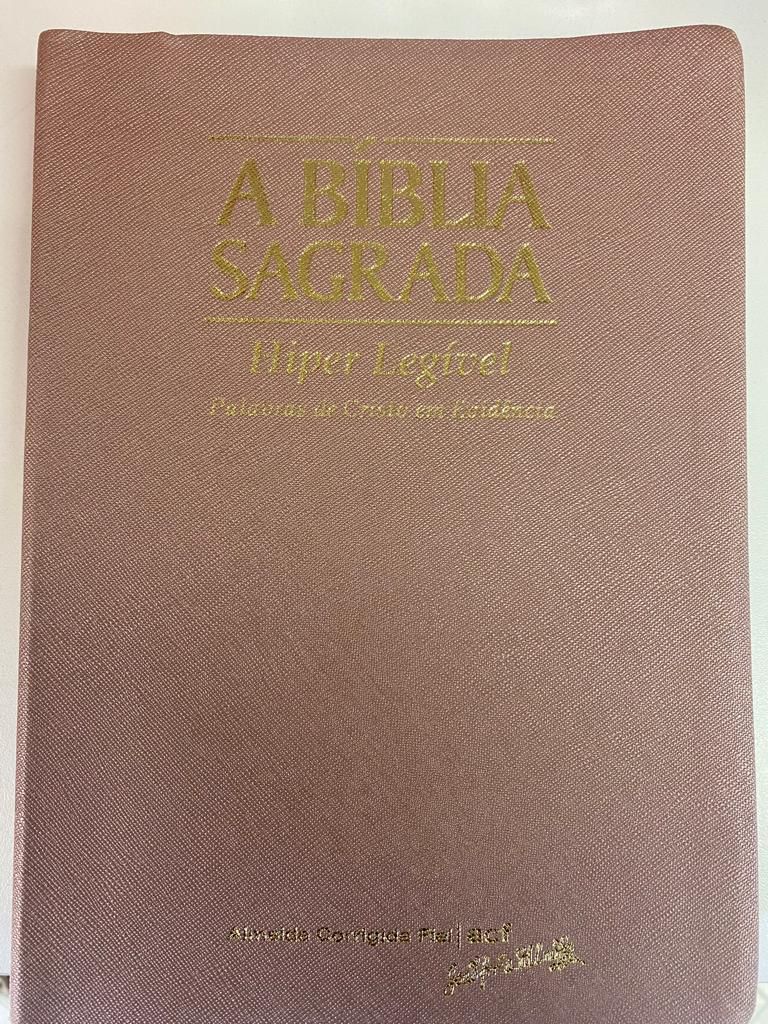 A BÍBLIA
SAGRADA
Hiper Legível
Palavras de Cristo em Evidência
Almeida Corrigida Fiel | acf